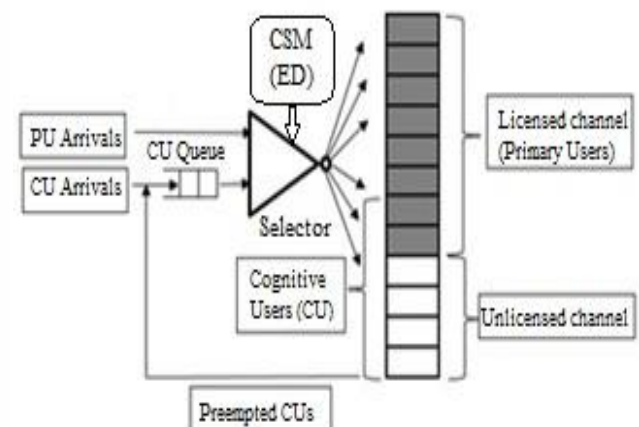 CSM
(ED)
PU Arrivals
CU Queue
CU Arrivals
Selector
Licensed channel
(Primary Users)
Cognitive
Users (CU)
Unlicensed channel
Preempted CUs